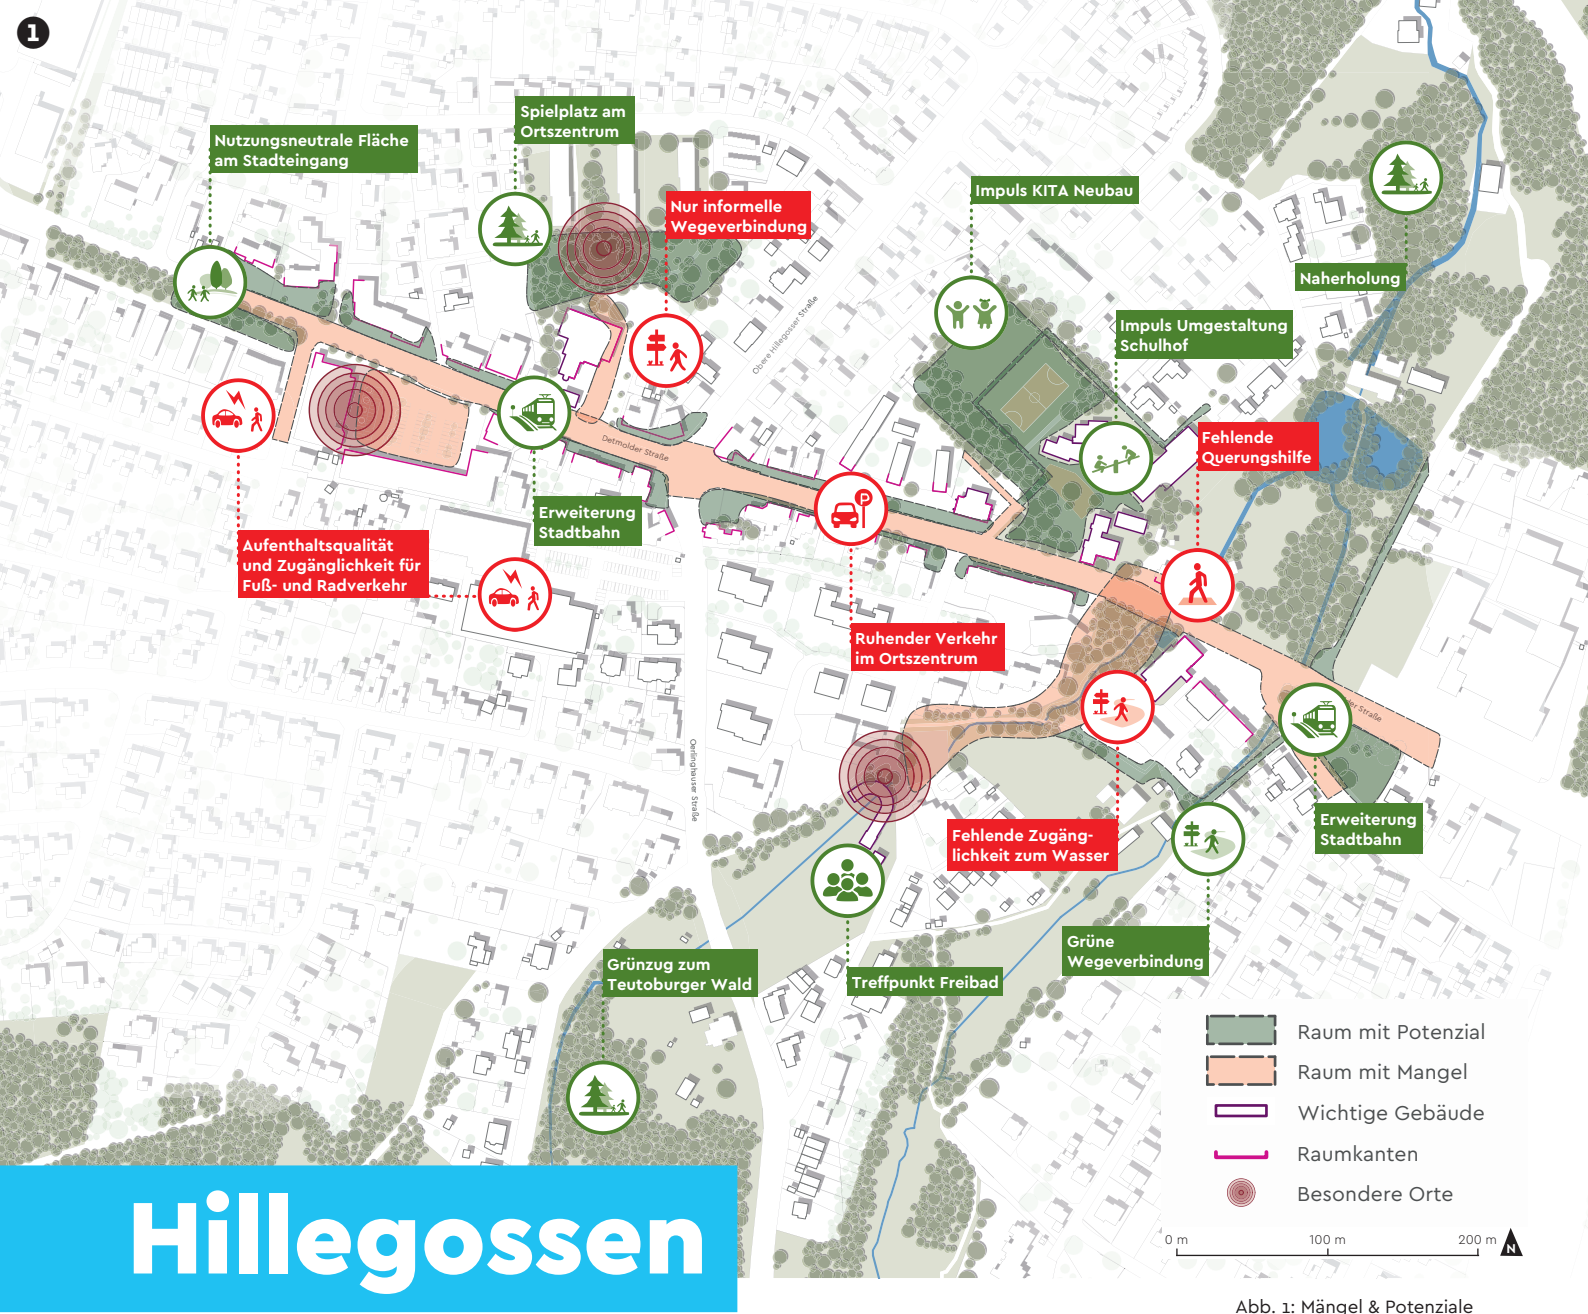 1
Spielplatz am
Ortszentrum
Nutzungsneutrale Fläche
am Stadteingang
Impuls KITA Neubau
Nur informelle
Wegeverbindung
Naherholung
Obere Hillegosser Straße
Impuls Umgestaltung
Schulhof
Detmolder Straße
Fehlende
Querungshilfe
P
Erweiterung
Stadtbahn
Aufenthaltsqualität
und Zugänglichkeit für
Fuß- und Radverkehr
Ruhender Verkehr
im Ortszentrum
Straße
Oerlinghauser Straße
Erweiterung
Stadtbahn
Fehlende Zugäng-
lichkeit zum Wasser
Grüne
Wegeverbindung
Grünzug zum
Teutoburger Wald
Treffpunkt Freibad
Raum mit Potenzial
Raum mit Mangel
Wichtige Gebäude
Raumkanten
Besondere Orte
0 m 100 m 200 m
N
Hillegossen
Abb. 1: Mängel & Potenziale